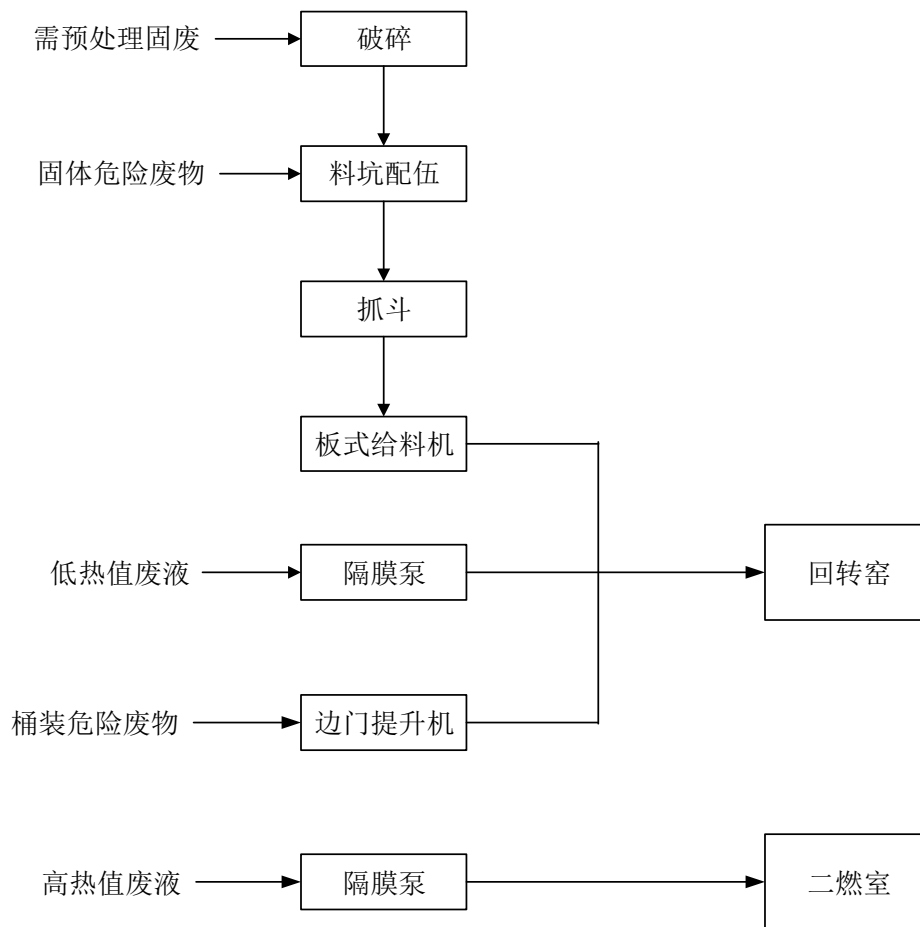 需预处理固废
破碎
固体危险废物
料坑配伍
抓斗
板式给料机
低热值废液
隔膜泵
回转窑
桶装危险废物
边门提升机
高热值废液
隔膜泵
二燃室